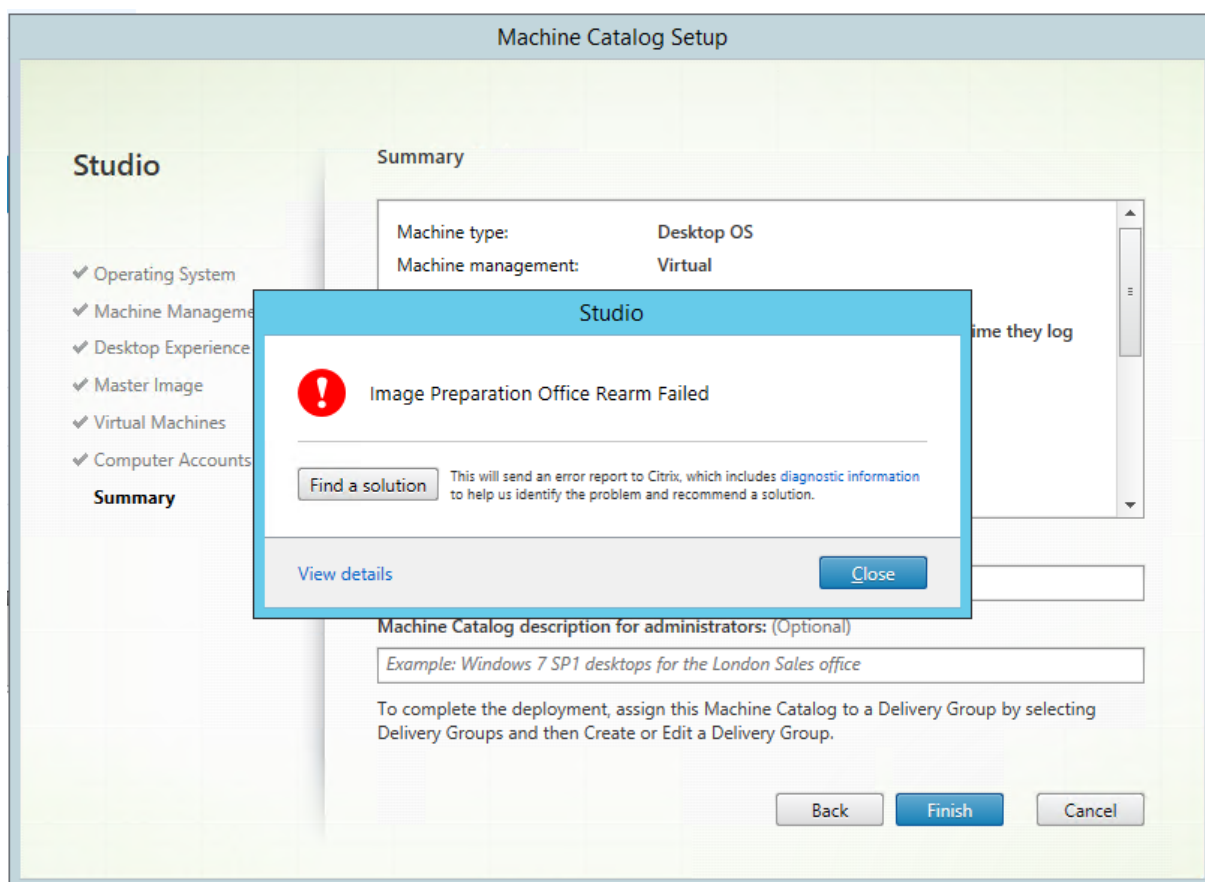 Machine Catalog Setup
Studio
Operating System
Machine Manageme
Desktop Experience
Master Image
Virtual Machines
Computer Accounts
Summary
Summary
Machine type: Desktop OS
Machine management: Virtual
ime they log
Studio
Image Preparation Office Rearm Failed
Find a solution
This will send an error report to Citrix, which includes diagnostic information
to help us identify the problem and recommend a solution.
View details
Close
Machine Catalog description for administrators: (Optional)
Example: Windows 7 SP1 desktops for the London Sales office
To complete the deployment, assign this Machine Catalog to a Delivery Group by selecting
Delivery Groups and then Create or Edit a Delivery Group.
Back Finish Cancel